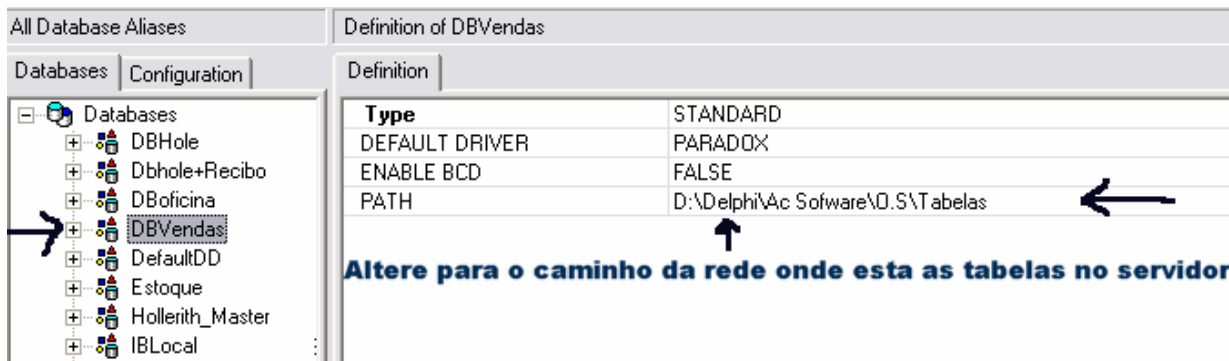 All Database Aliases
Definition of DBVendas
Databases
Configuration
Definition
Databases
DBHole
Dbhole+Recibo
DBoficina
DBVendas
DefaultDD
Estoque
Hollerith_Master
IBLocal
Type STANDARD
DEFAULT DRIVER PARADOX
ENABLE BCD FALSE
PATH D:\Delphi\Ac Sofware\O.S\Tabelas
Altere para o caminho da rede onde esta as tabelas no servidor